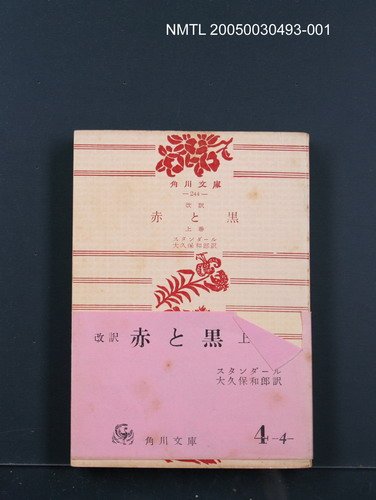 NMTL 20050030493-001
角川文庫
—244—
改訳
赤と黒
上巻
スタンダール
大久保和郎訳
改訳 赤と黒 上
スタンダール
大久保和郎訳
角川文庫
4-4-